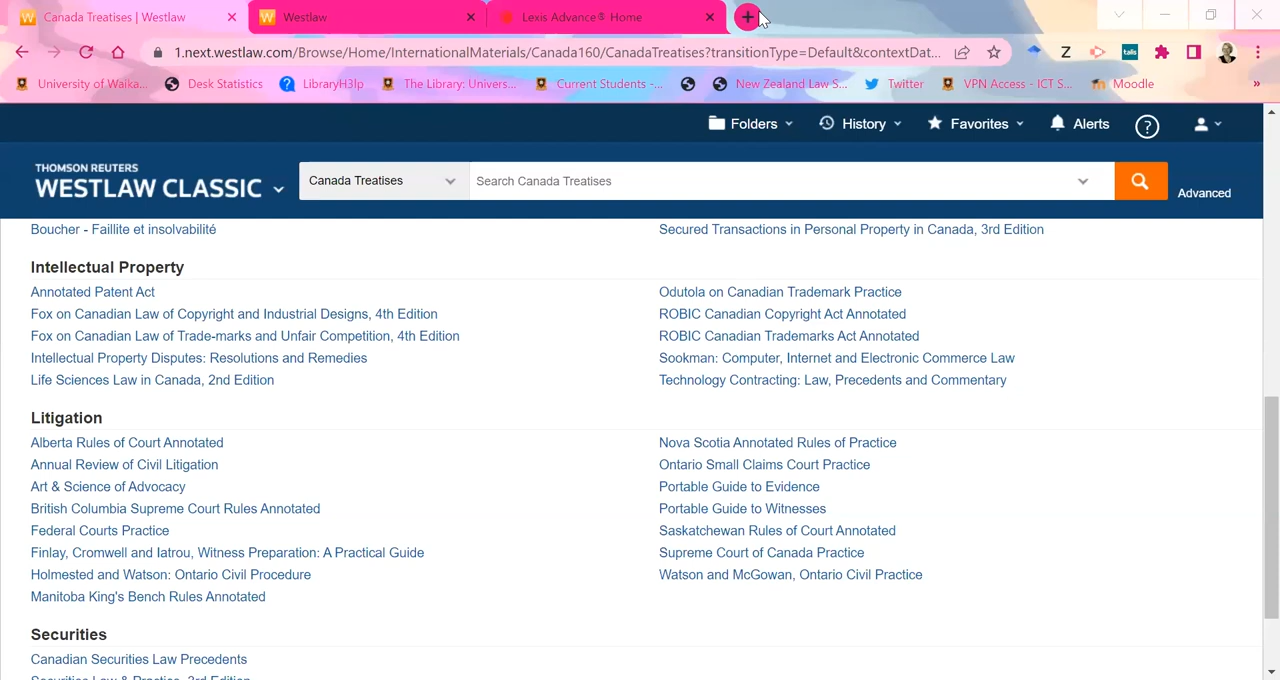 Canada Treatises | Westlaw
Westlaw
Lexis Advance® Home
1.next.westlaw.com/Browse/Home/InternationalMaterials/Canada160/CanadaTreatises?transitionType=Default&contextDat...
Z
talis
University of Waika...
Desk Statistics
LibraryH3lp
The Library: Univers...
Current Students -...
New Zealand Law S...
Twitter
VPN Access - ICT S...
Moodle
»
Folders
History
Favorites
Alerts
?
THOMSON REUTERS
WESTLAW CLASSIC
Canada Treatises
Search Canada Treatises
Advanced
Boucher - Faillite et insolvabilité
Secured Transactions in Personal Property in Canada, 3rd Edition
Intellectual Property
Annotated Patent Act
Odutola on Canadian Trademark Practice
Fox on Canadian Law of Copyright and Industrial Designs, 4th Edition
ROBIC Canadian Copyright Act Annotated
Fox on Canadian Law of Trade-marks and Unfair Competition, 4th Edition
ROBIC Canadian Trademarks Act Annotated
Intellectual Property Disputes: Resolutions and Remedies
Sookman: Computer, Internet and Electronic Commerce Law
Life Sciences Law in Canada, 2nd Edition
Technology Contracting: Law, Precedents and Commentary
Litigation
Alberta Rules of Court Annotated
Nova Scotia Annotated Rules of Practice
Annual Review of Civil Litigation
Ontario Small Claims Court Practice
Art & Science of Advocacy
Portable Guide to Evidence
British Columbia Supreme Court Rules Annotated
Portable Guide to Witnesses
Federal Courts Practice
Saskatchewan Rules of Court Annotated
Finlay, Cromwell and Iatrou, Witness Preparation: A Practical Guide
Supreme Court of Canada Practice
Holmested and Watson: Ontario Civil Procedure
Watson and McGowan, Ontario Civil Practice
Manitoba King's Bench Rules Annotated
Securities
Canadian Securities Law Precedents
Securities Law & Practice, 3rd Edition